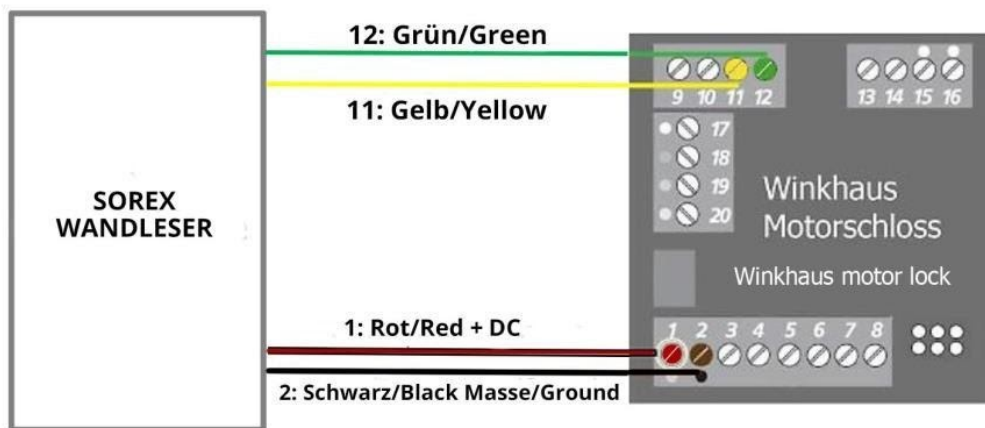 12: Grün/Green
11: Gelb/Yellow
SOREX
WANDLESER
9 10 11 12
13 14 15 16
17
18
19
20
Winkhaus
Motorschloss
Winkhaus motor lock
1: Rot/Red + DC
1 2 3 4 5 6 7 8
2: Schwarz/Black Masse/Ground